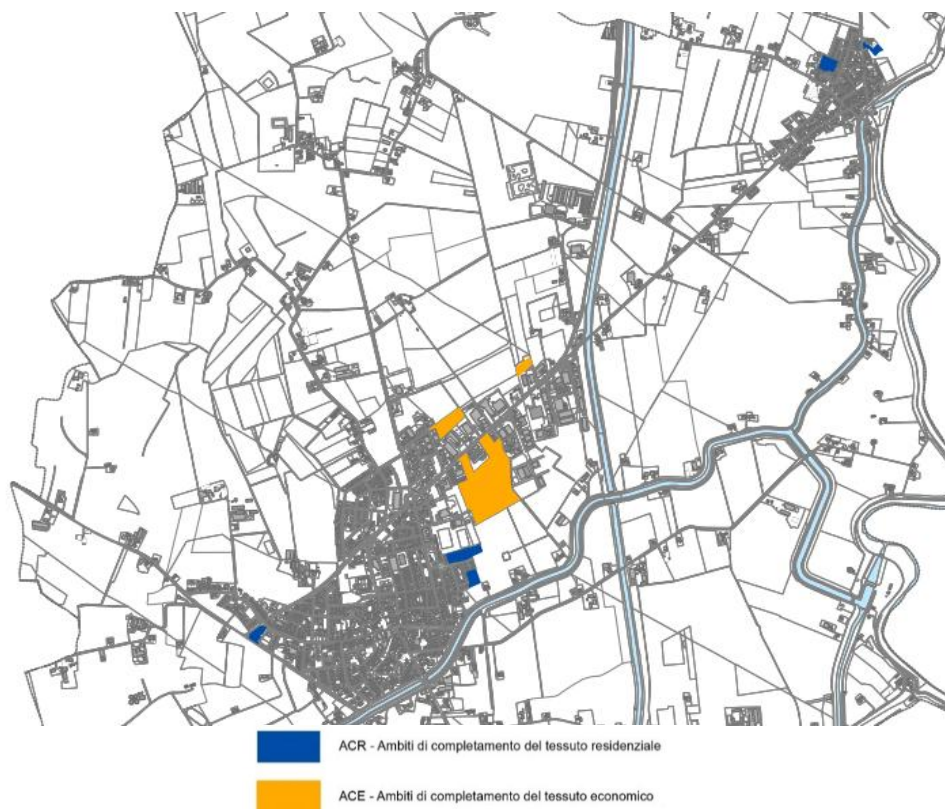 ACR - Ambiti di completamento del tessuto residenziale
ACE - Ambiti di completamento del tessuto economico